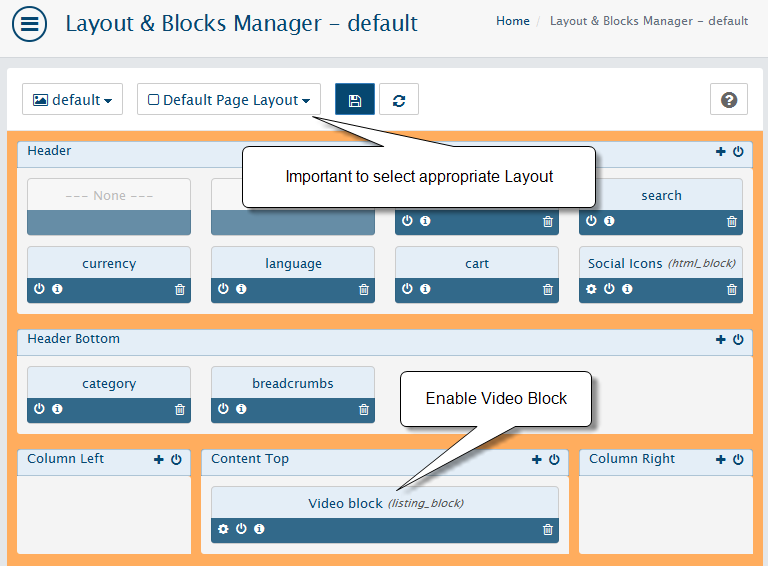 Layout & Blocks Manager - default
Home / Layout & Blocks Manager - default
default
Default Page Layout
Important to select appropriate Layout
Header
--- None ---
search
currency
language
cart
Social Icons (html_block)
Header Bottom
category
breadcrumbs
Enable Video Block
Column Left
Content Top
Column Right
Video block (listing_block)